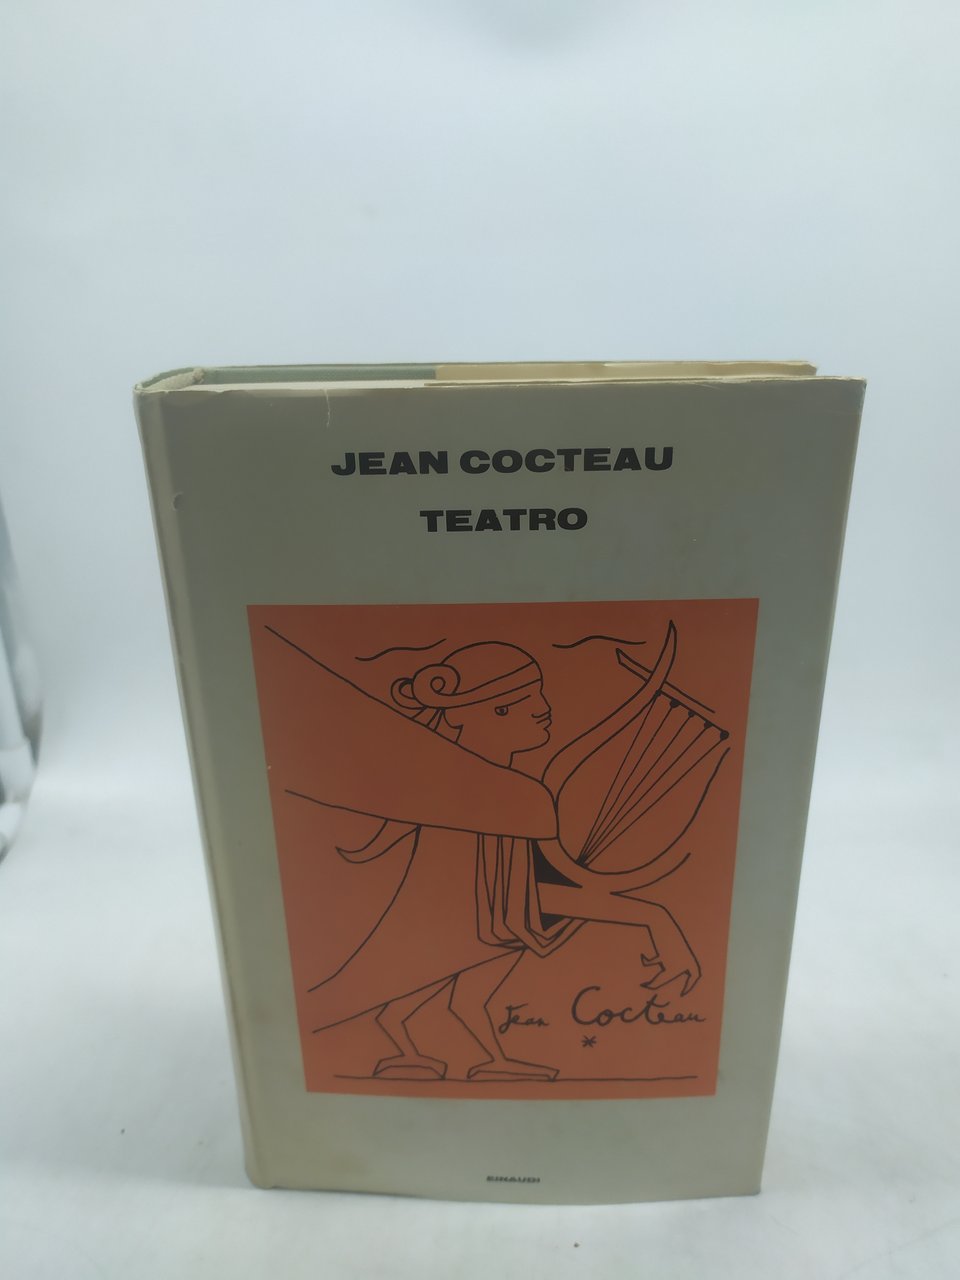 JEAN COCTEAU
TEATRO
Jean Cocteau
*
EINAUDI